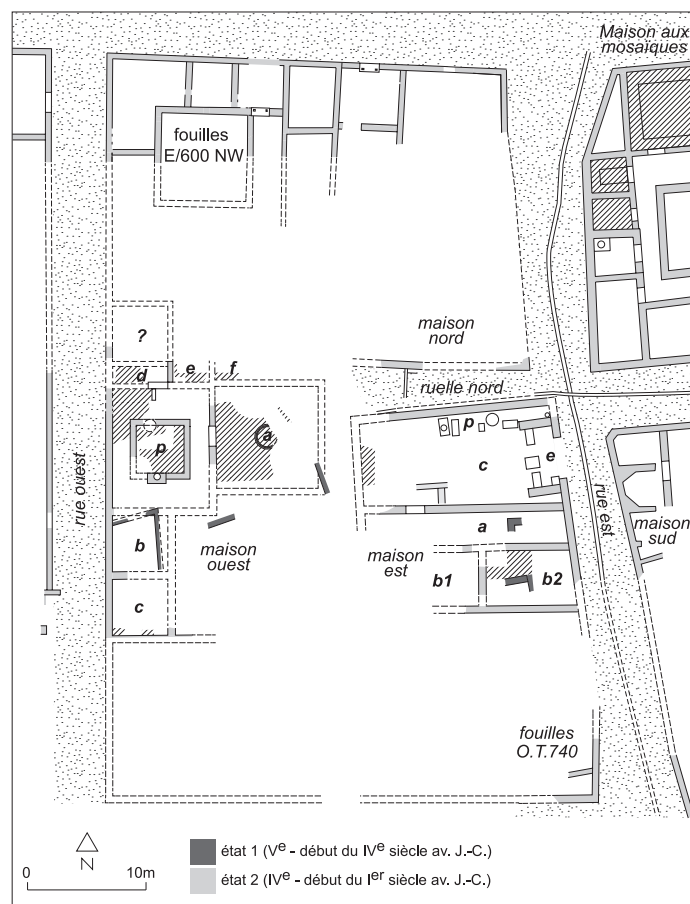 Maison aux
mosaïques
fouilles
E/600 NW
?
maison
nord
d
e
f
ruelle nord
a
p
p
c
e
rue ouest
rue est
maison
sud
a
b
maison
ouest
maison
est
b1
b2
c
fouilles
O.T.740
N
0
10m
état 1 (Ve - début du IVe siècle av. J.-C.)
état 2 (IVe - début du Ier siècle av. J.-C.)